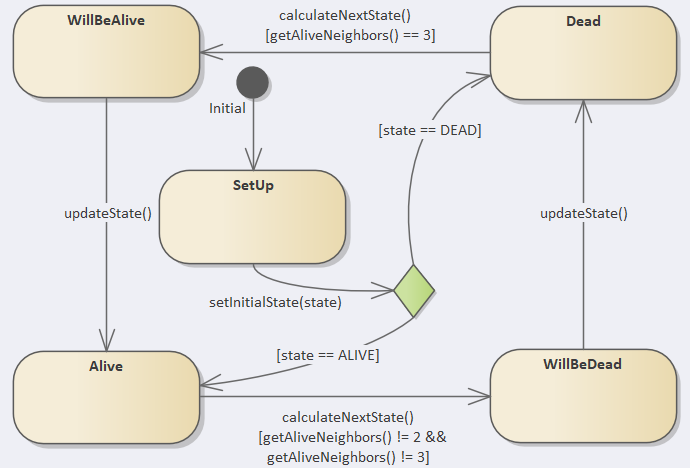 WillBeAlive
calculateNextState()
[getAliveNeighbors() == 3]
Dead
Initial
[state == DEAD]
SetUp
updateState()
updateState()
setInitialState(state)
[state == ALIVE]
Alive
WillBeDead
calculateNextState()
[getAliveNeighbors() != 2 &&
getAliveNeighbors() != 3]